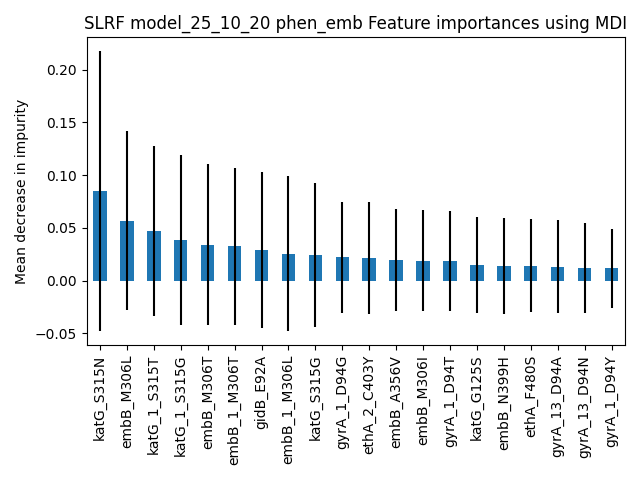 SLRF model_25_10_20 phen_emb Feature importances using MDI
Mean decrease in impurity
0.20
0.15
0.10
0.05
0.00
−0.05
katG_S315N
embB_M306L
katG_1_S315T
katG_1_S315G
embB_M306T
embB_1_M306T
gidB_E92A
embB_1_M306L
katG_S315G
gyrA_1_D94G
ethA_2_C403Y
embB_A356V
embB_M306I
gyrA_1_D94T
katG_G125S
embB_N399H
ethA_F480S
gyrA_13_D94A
gyrA_13_D94N
gyrA_1_D94Y